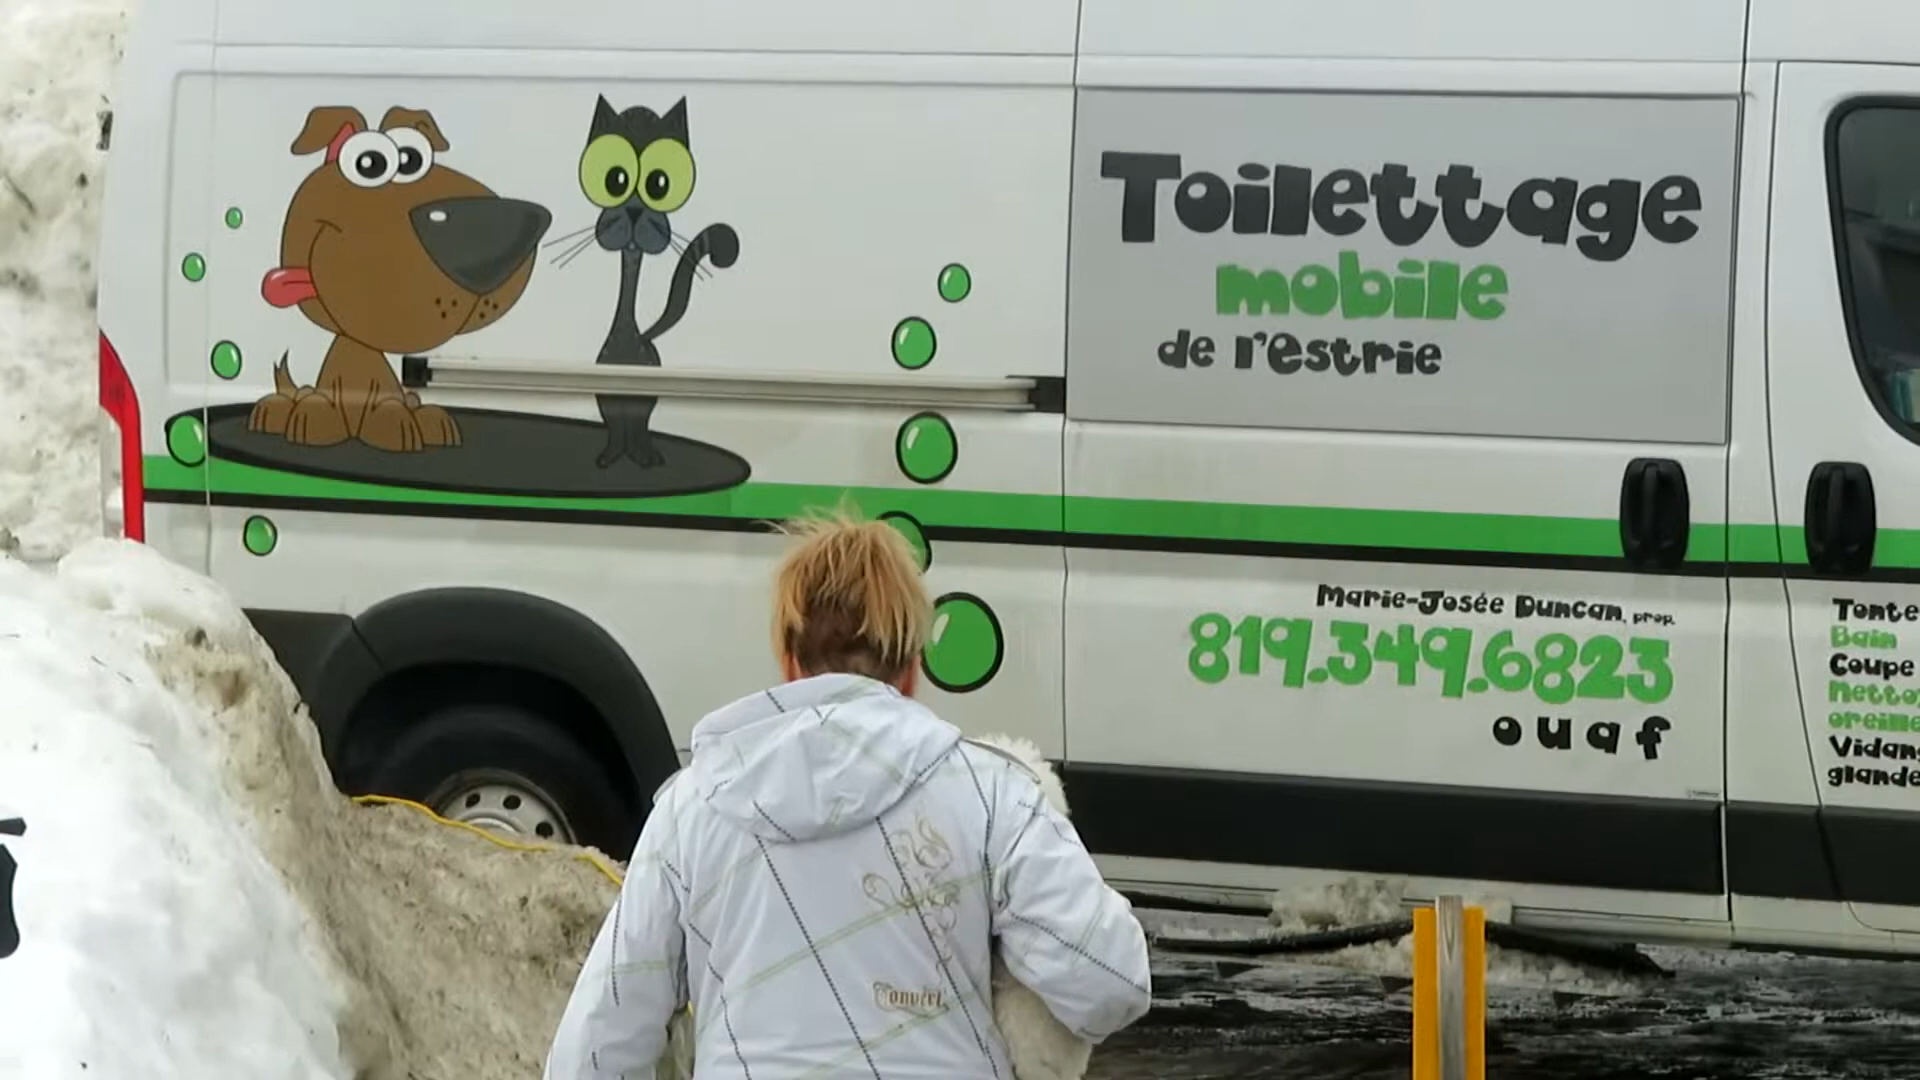 Toilettage
mobile
de l'estrie
Marie-Josée Duncan, prop.
819.349.6823
ouaf
Tonte
Bain
Coupe